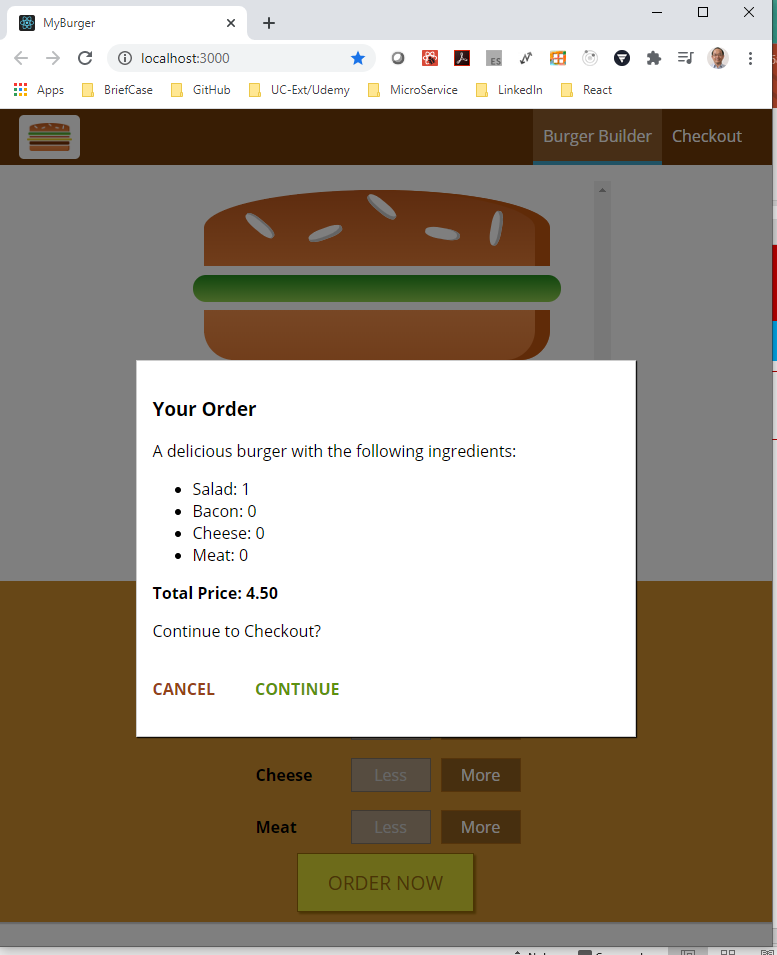 MyBurger
localhost:3000
ES
Apps BriefCase GitHub UC-Ext/Udemy MicroService LinkedIn React
Burger Builder Checkout
Your Order
A delicious burger with the following ingredients:
Salad: 1
Bacon: 0
Cheese: 0
Meat: 0
Total Price: 4.50
Continue to Checkout?
CANCEL CONTINUE
Cheese Less More
Meat Less More
ORDER NOW